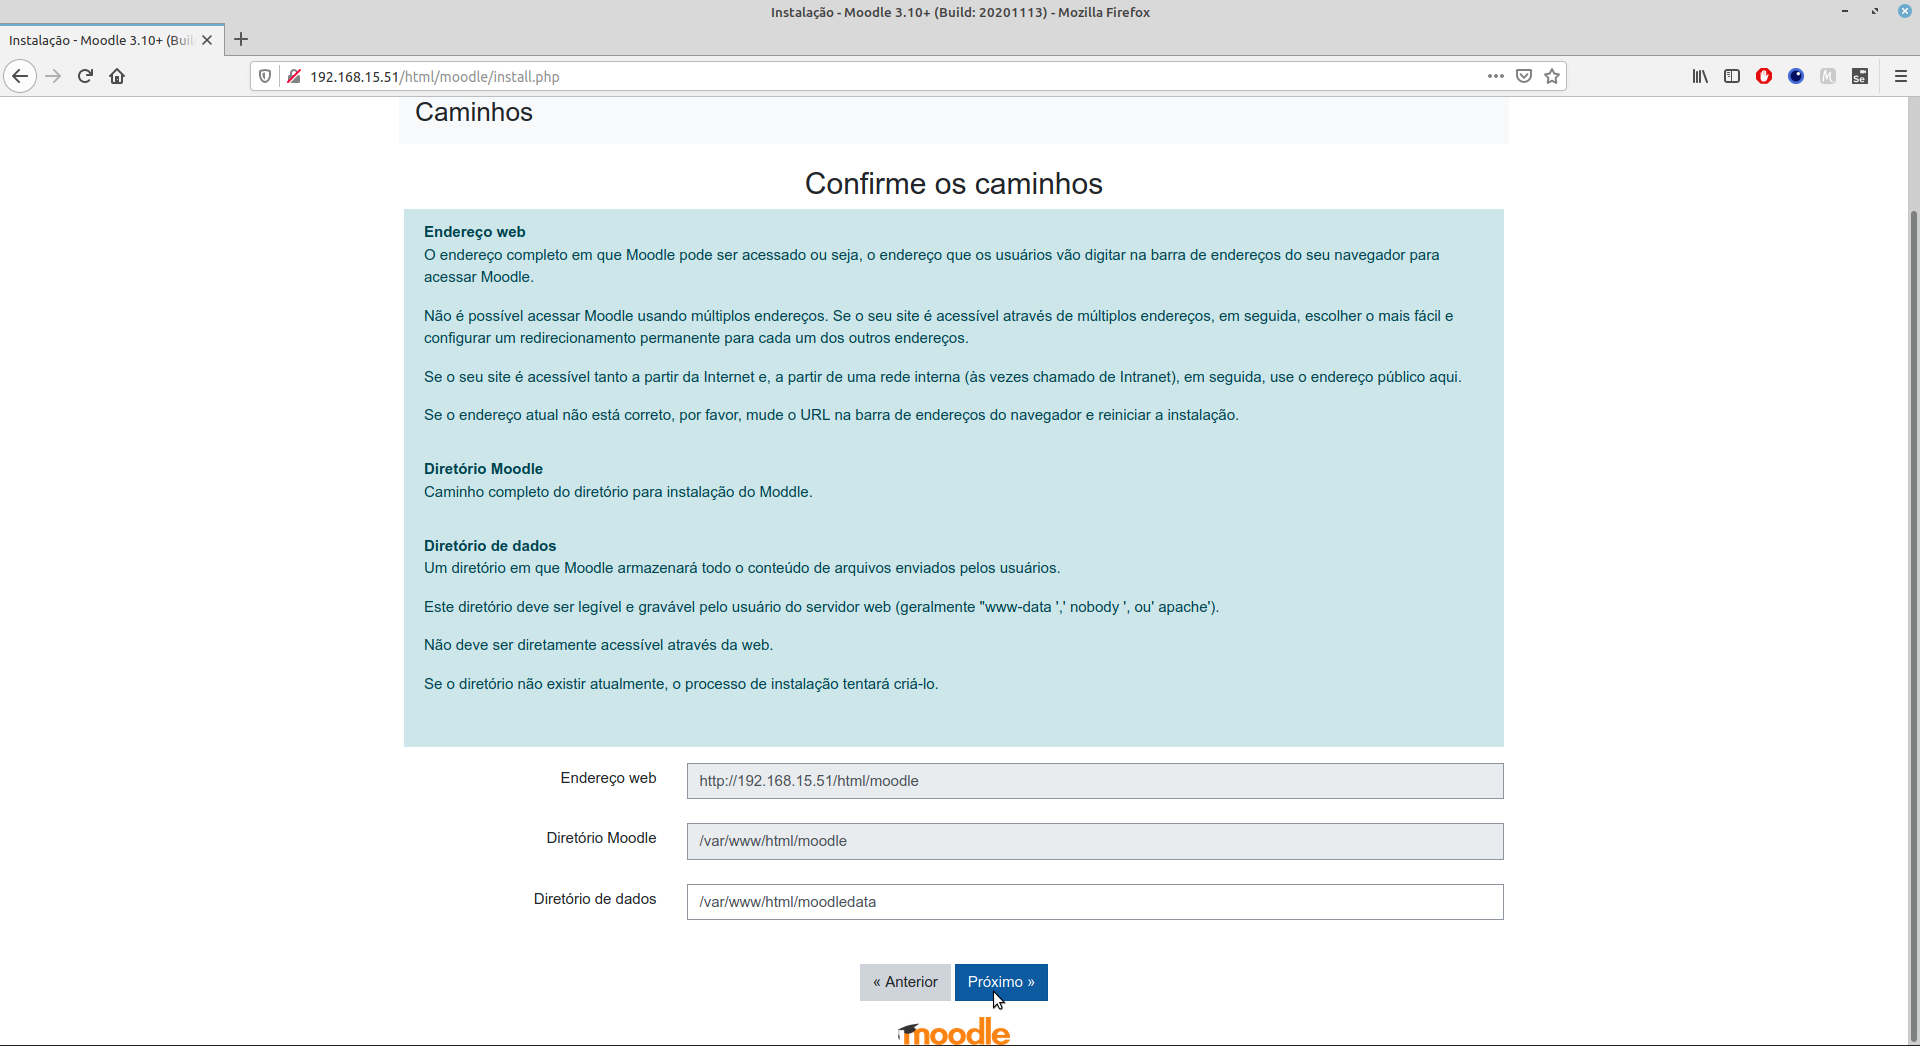 Instalação - Moodle 3.10+ (Build: 20201113) - Mozilla Firefox
Instalação - Moodle 3.10+ (Buil
192.168.15.51/html/moodle/install.php
Caminhos
Confirme os caminhos
Endereço web
O endereço completo em que Moodle pode ser acessado ou seja, o endereço que os usuários vão digitar na barra de endereços do seu navegador para
acessar Moodle.
Não é possível acessar Moodle usando múltiplos endereços. Se o seu site é acessível através de múltiplos endereços, em seguida, escolher o mais fácil e
configurar um redirecionamento permanente para cada um dos outros endereços.
Se o seu site é acessível tanto a partir da Internet e, a partir de uma rede interna (às vezes chamado de Intranet), em seguida, use o endereço público aqui.
Se o endereço atual não está correto, por favor, mude o URL na barra de endereços do navegador e reiniciar a instalação.
Diretório Moodle
Caminho completo do diretório para instalação do Moddle.
Diretório de dados
Um diretório em que Moodle armazenará todo o conteúdo de arquivos enviados pelos usuários.
Este diretório deve ser legível e gravável pelo usuário do servidor web (geralmente "www-data ',' nobody ', ou' apache').
Não deve ser diretamente acessível através da web.
Se o diretório não existir atualmente, o processo de instalação tentará criá-lo.
Endereço web http://192.168.15.51/html/moodle
Diretório Moodle /var/www/html/moodle
Diretório de dados /var/www/html/moodledata
« Anterior Próximo »
moodle